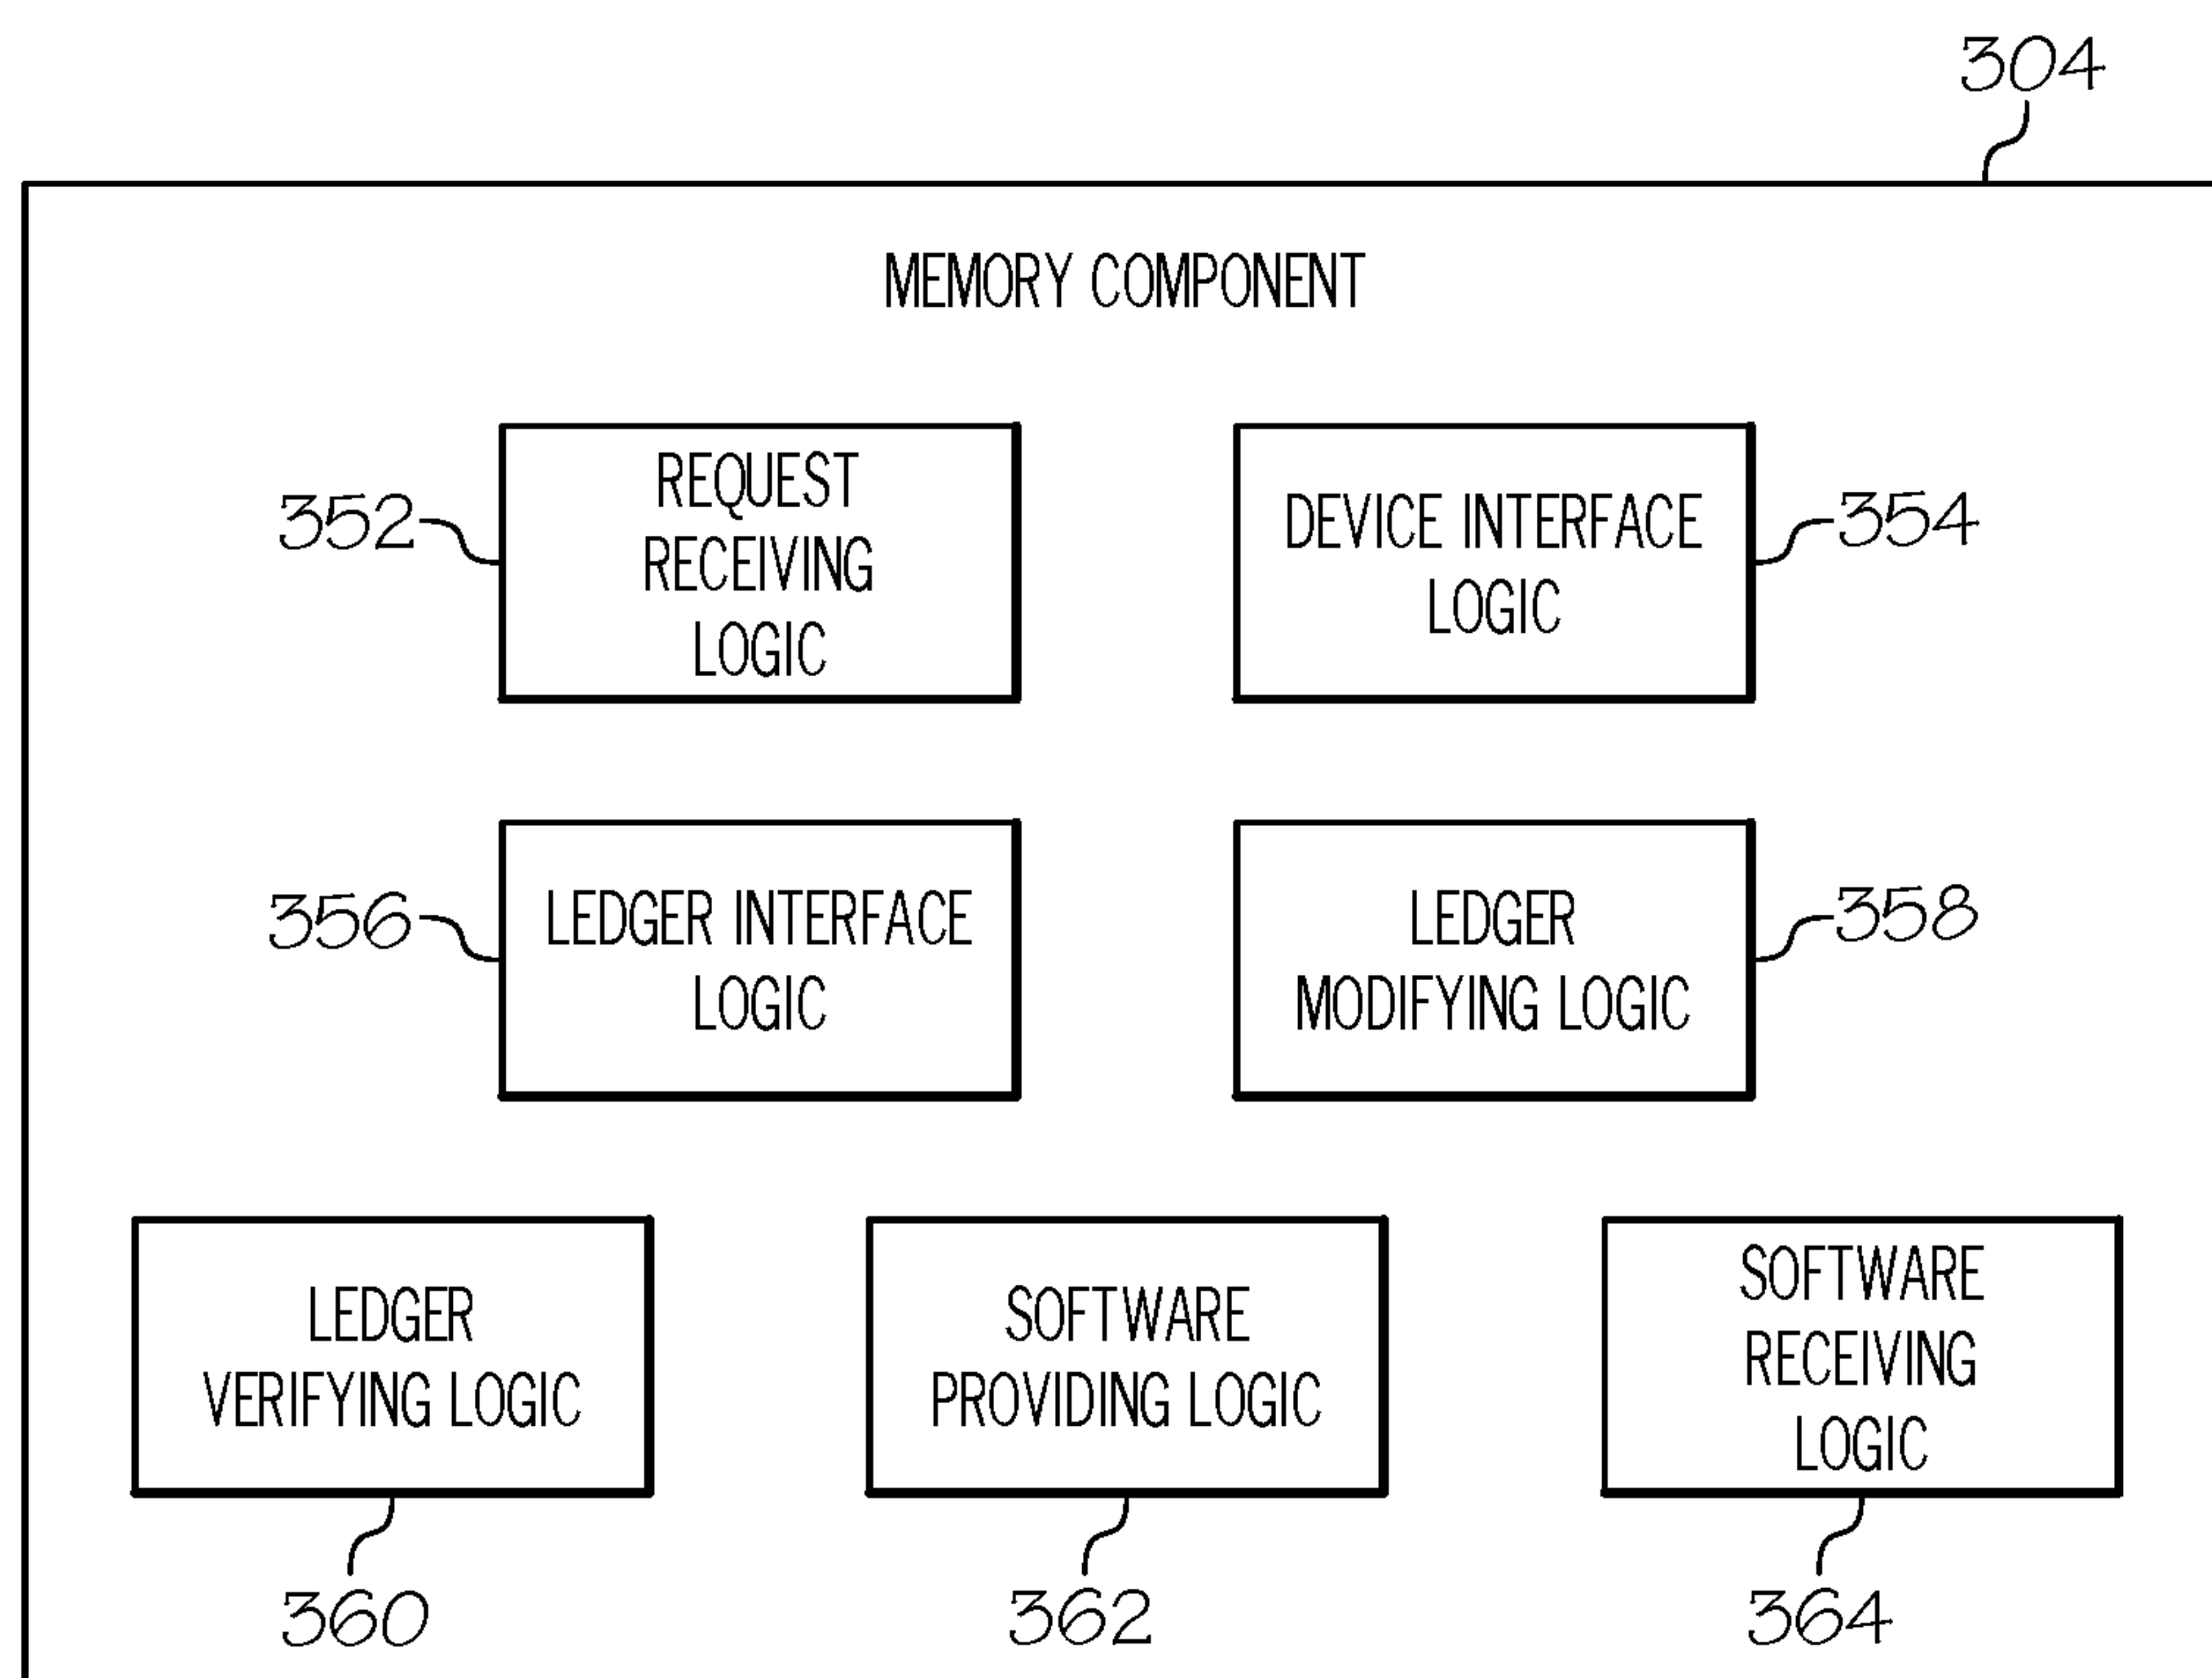 304
MEMORY COMPONENT
352
REQUEST
RECEIVING
LOGIC
DEVICE INTERFACE
LOGIC
354
356
LEDGER INTERFACE
LOGIC
LEDGER
MODIFYING LOGIC
358
LEDGER
VERIFYING LOGIC
SOFTWARE
PROVIDING LOGIC
SOFTWARE
RECEIVING
LOGIC
360
362
364